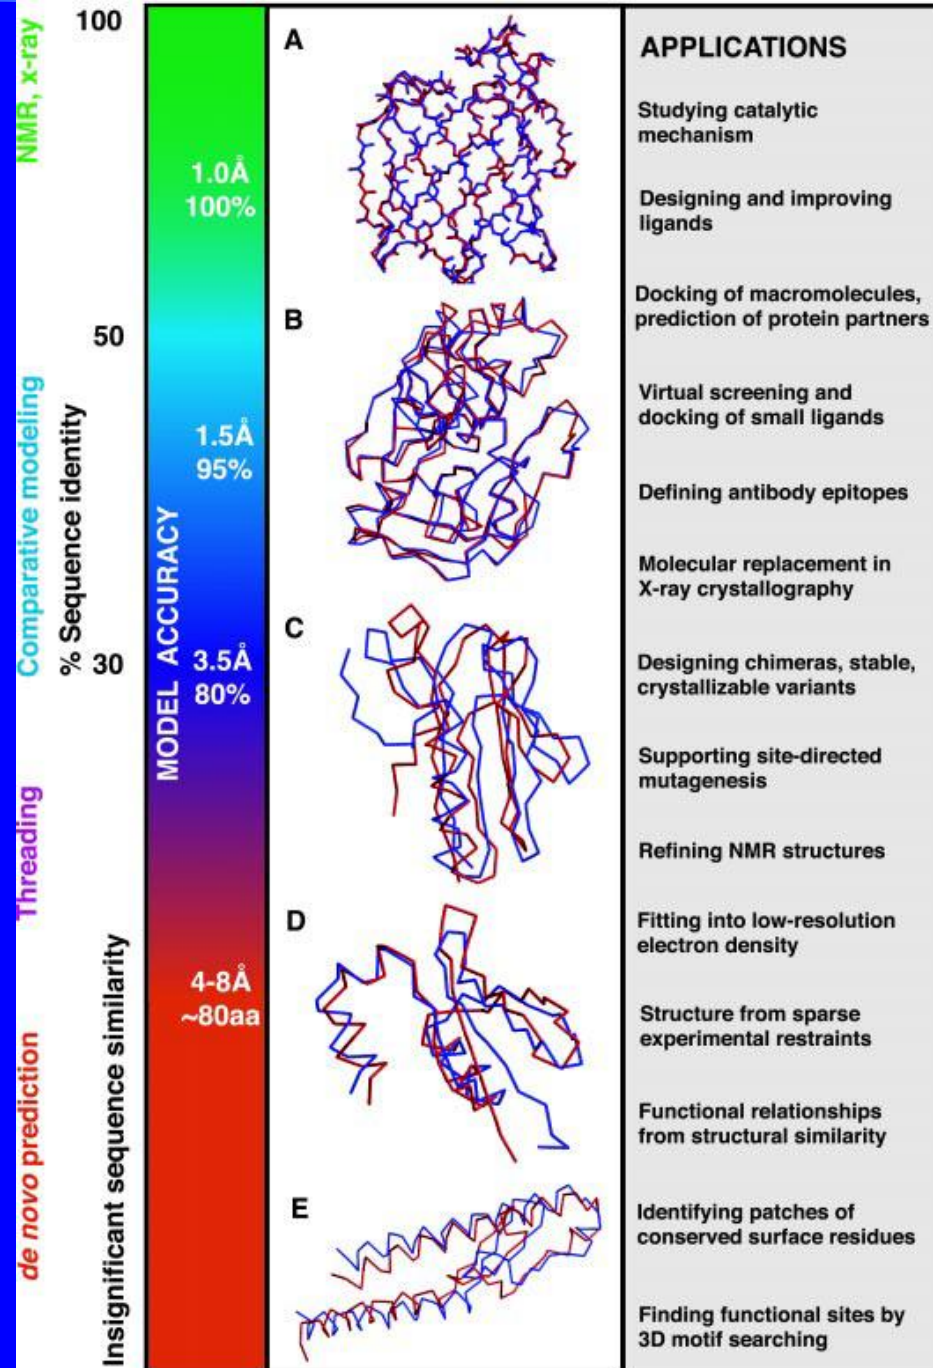 NMR, x-ray
Comparative modeling
Threading
de novo prediction
% Sequence identity
Insignificant sequence similarity
100
50
30
MODEL ACCURACY
1.0Å
100%
1.5Å
95%
3.5Å
80%
4-8Å
~80aa
A
B
C
D
E
APPLICATIONS
Studying catalytic
mechanism
Designing and improving
ligands
Docking of macromolecules,
prediction of protein partners
Virtual screening and
docking of small ligands
Defining antibody epitopes
Molecular replacement in
X-ray crystallography
Designing chimeras, stable,
crystallizable variants
Supporting site-directed
mutagenesis
Refining NMR structures
Fitting into low-resolution
electron density
Structure from sparse
experimental restraints
Functional relationships
from structural similarity
Identifying patches of
conserved surface residues
Finding functional sites by
3D motif searching